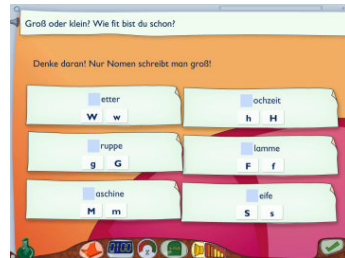 Groß oder klein? Wie fit bist du schon?
Denke daran! Nur Nomen schreibt man groß!
etter
W w
ochzeit
h H
ruppe
g G
lamme
F f
aschine
M m
eife
S s
0100